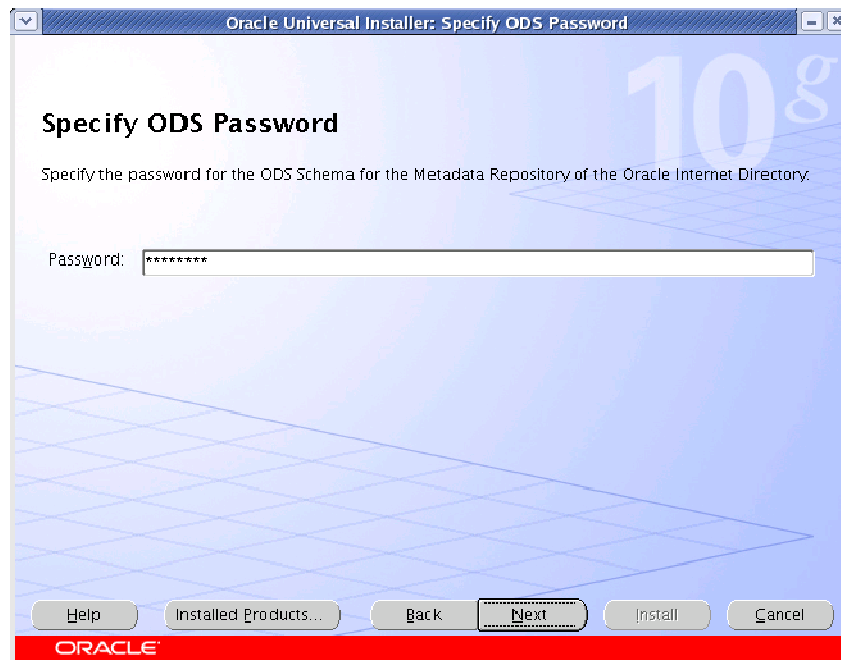 Oracle Universal Installer: Specify ODS Password
10g
Specify ODS Password
Specify the password for the ODS Schema for the Metadata Repository of the Oracle Internet Directory.
Password: ********
Help Installed Products... Back Next Install Cancel
ORACLE